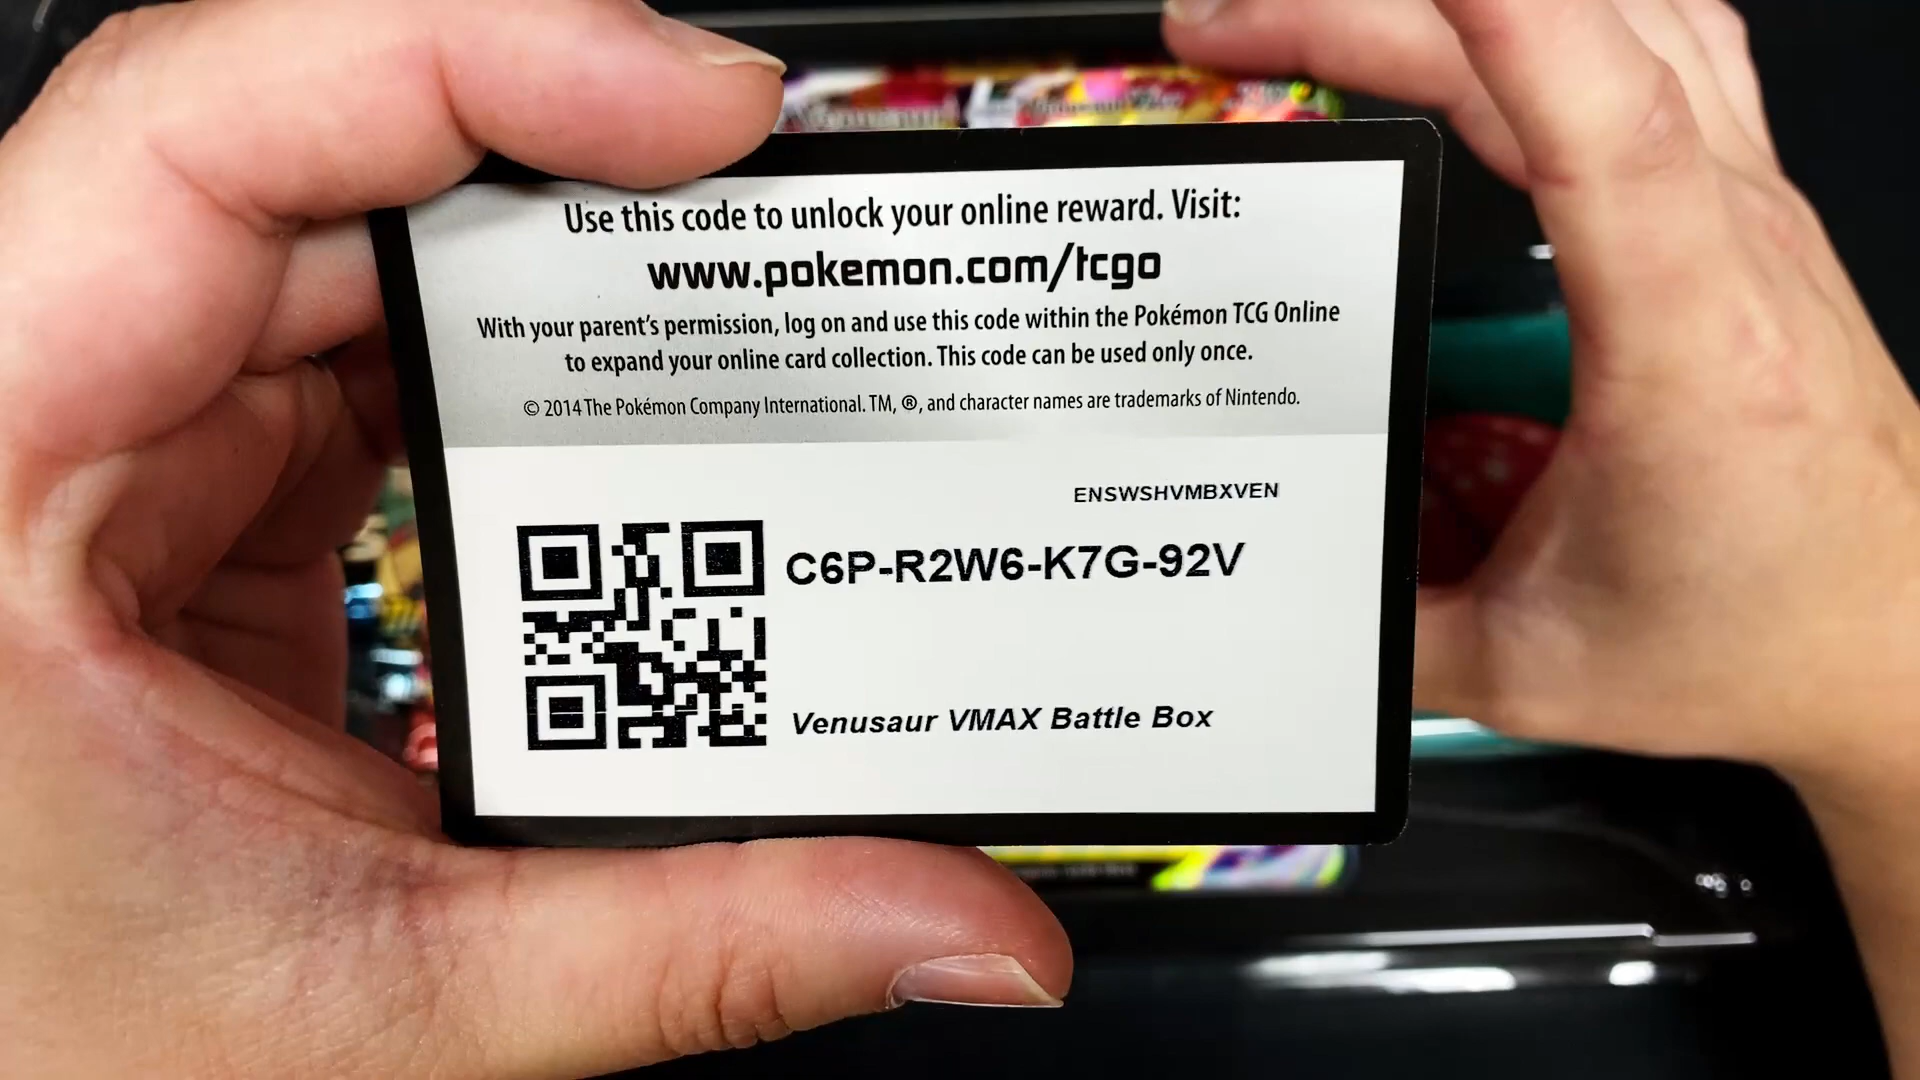 Use this code to unlock your online reward. Visit:
www.pokemon.com/tcgo
With your parent's permission, log on and use this code within the Pokémon TCG Online
to expand your online card collection. This code can be used only once.
© 2014 The Pokémon Company International. TM, ®, and character names are trademarks of Nintendo.
ENSWSHVMBXVEN
C6P-R2W6-K7G-92V
Venusaur VMAX Battle Box